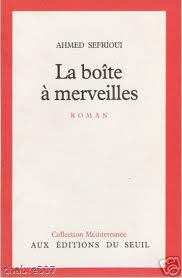 AHMED SEFRIOUI
La boîte
à merveilles
ROMAN
Collection Méditerranée
AUX ÉDITIONS DU SEUIL